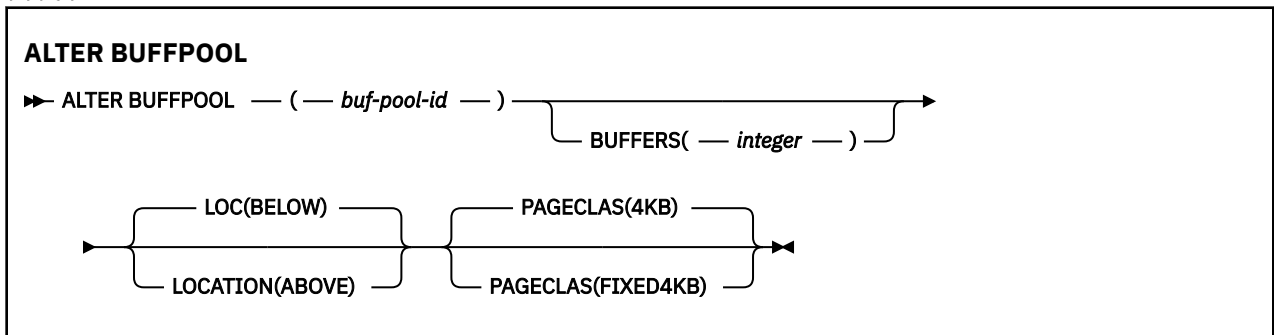 ALTER BUFFPOOL
ALTER BUFFPOOL ( buf-pool-id )
BUFFERS( integer )
LOC(BELOW) PAGECLAS(4KB)
LOCATION(ABOVE) PAGECLAS(FIXED4KB)